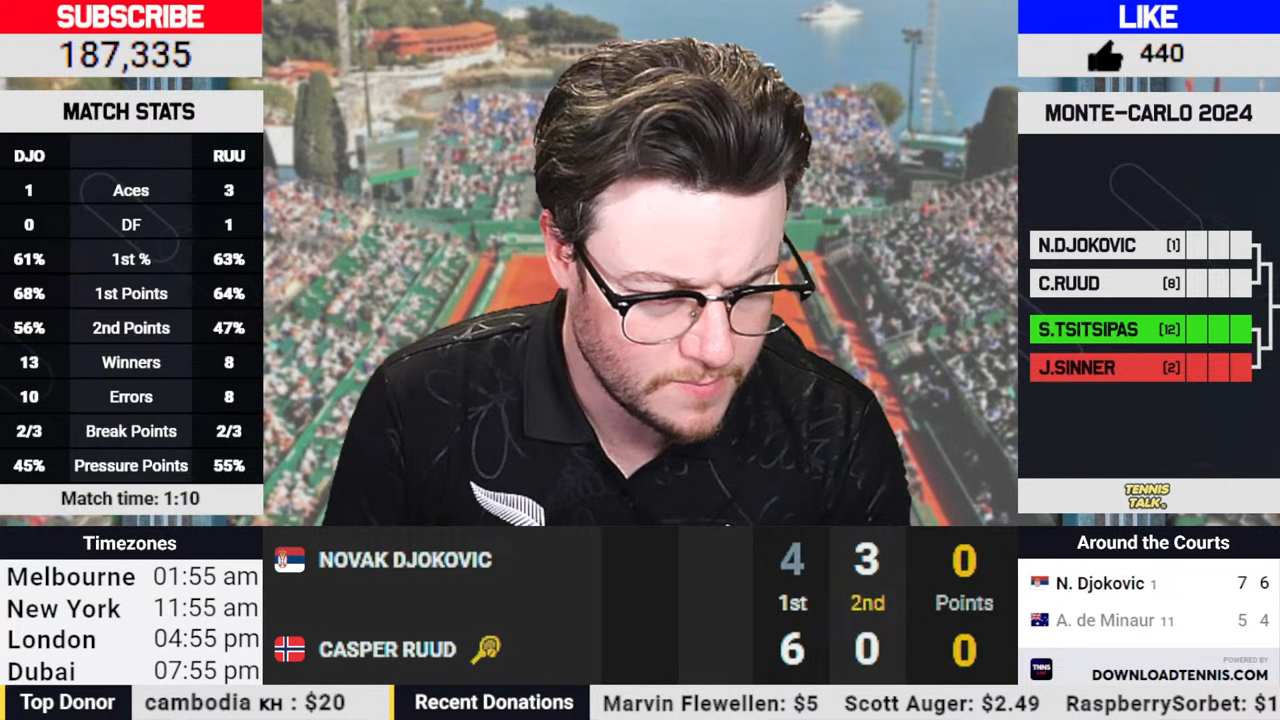 SUBSCRIBE
187,335
MATCH STATS
DJO RUU
1 Aces 3
0 DF 1
61% 1st % 63%
68% 1st Points 64%
56% 2nd Points 47%
13 Winners 8
10 Errors 8
2/3 Break Points 2/3
45% Pressure Points 55%
Match time: 1:10
LIKE
440
MONTE-CARLO 2024
N.DJOKOVIC [1]
C.RUUD [8]
S.TSITSIPAS [12]
J.SINNER [2]
TENNIS
TALK.
Timezones
Melbourne 01:55 am
New York 11:55 am
London 04:55 pm
Dubai 07:55 pm
NOVAK DJOKOVIC 4 3 0
1st 2nd Points
CASPER RUUD 6 0 0
Around the Courts
N. Djokovic 1 7 6
A. de Minaur 11 5 4
TNNS
POWERED BY
DOWNLOADTENNIS.COM
Top Donor cambodia KH : $20 Recent Donations Marvin Flewellen: $5 Scott Auger: $2.49 RaspberrySorbet: $1